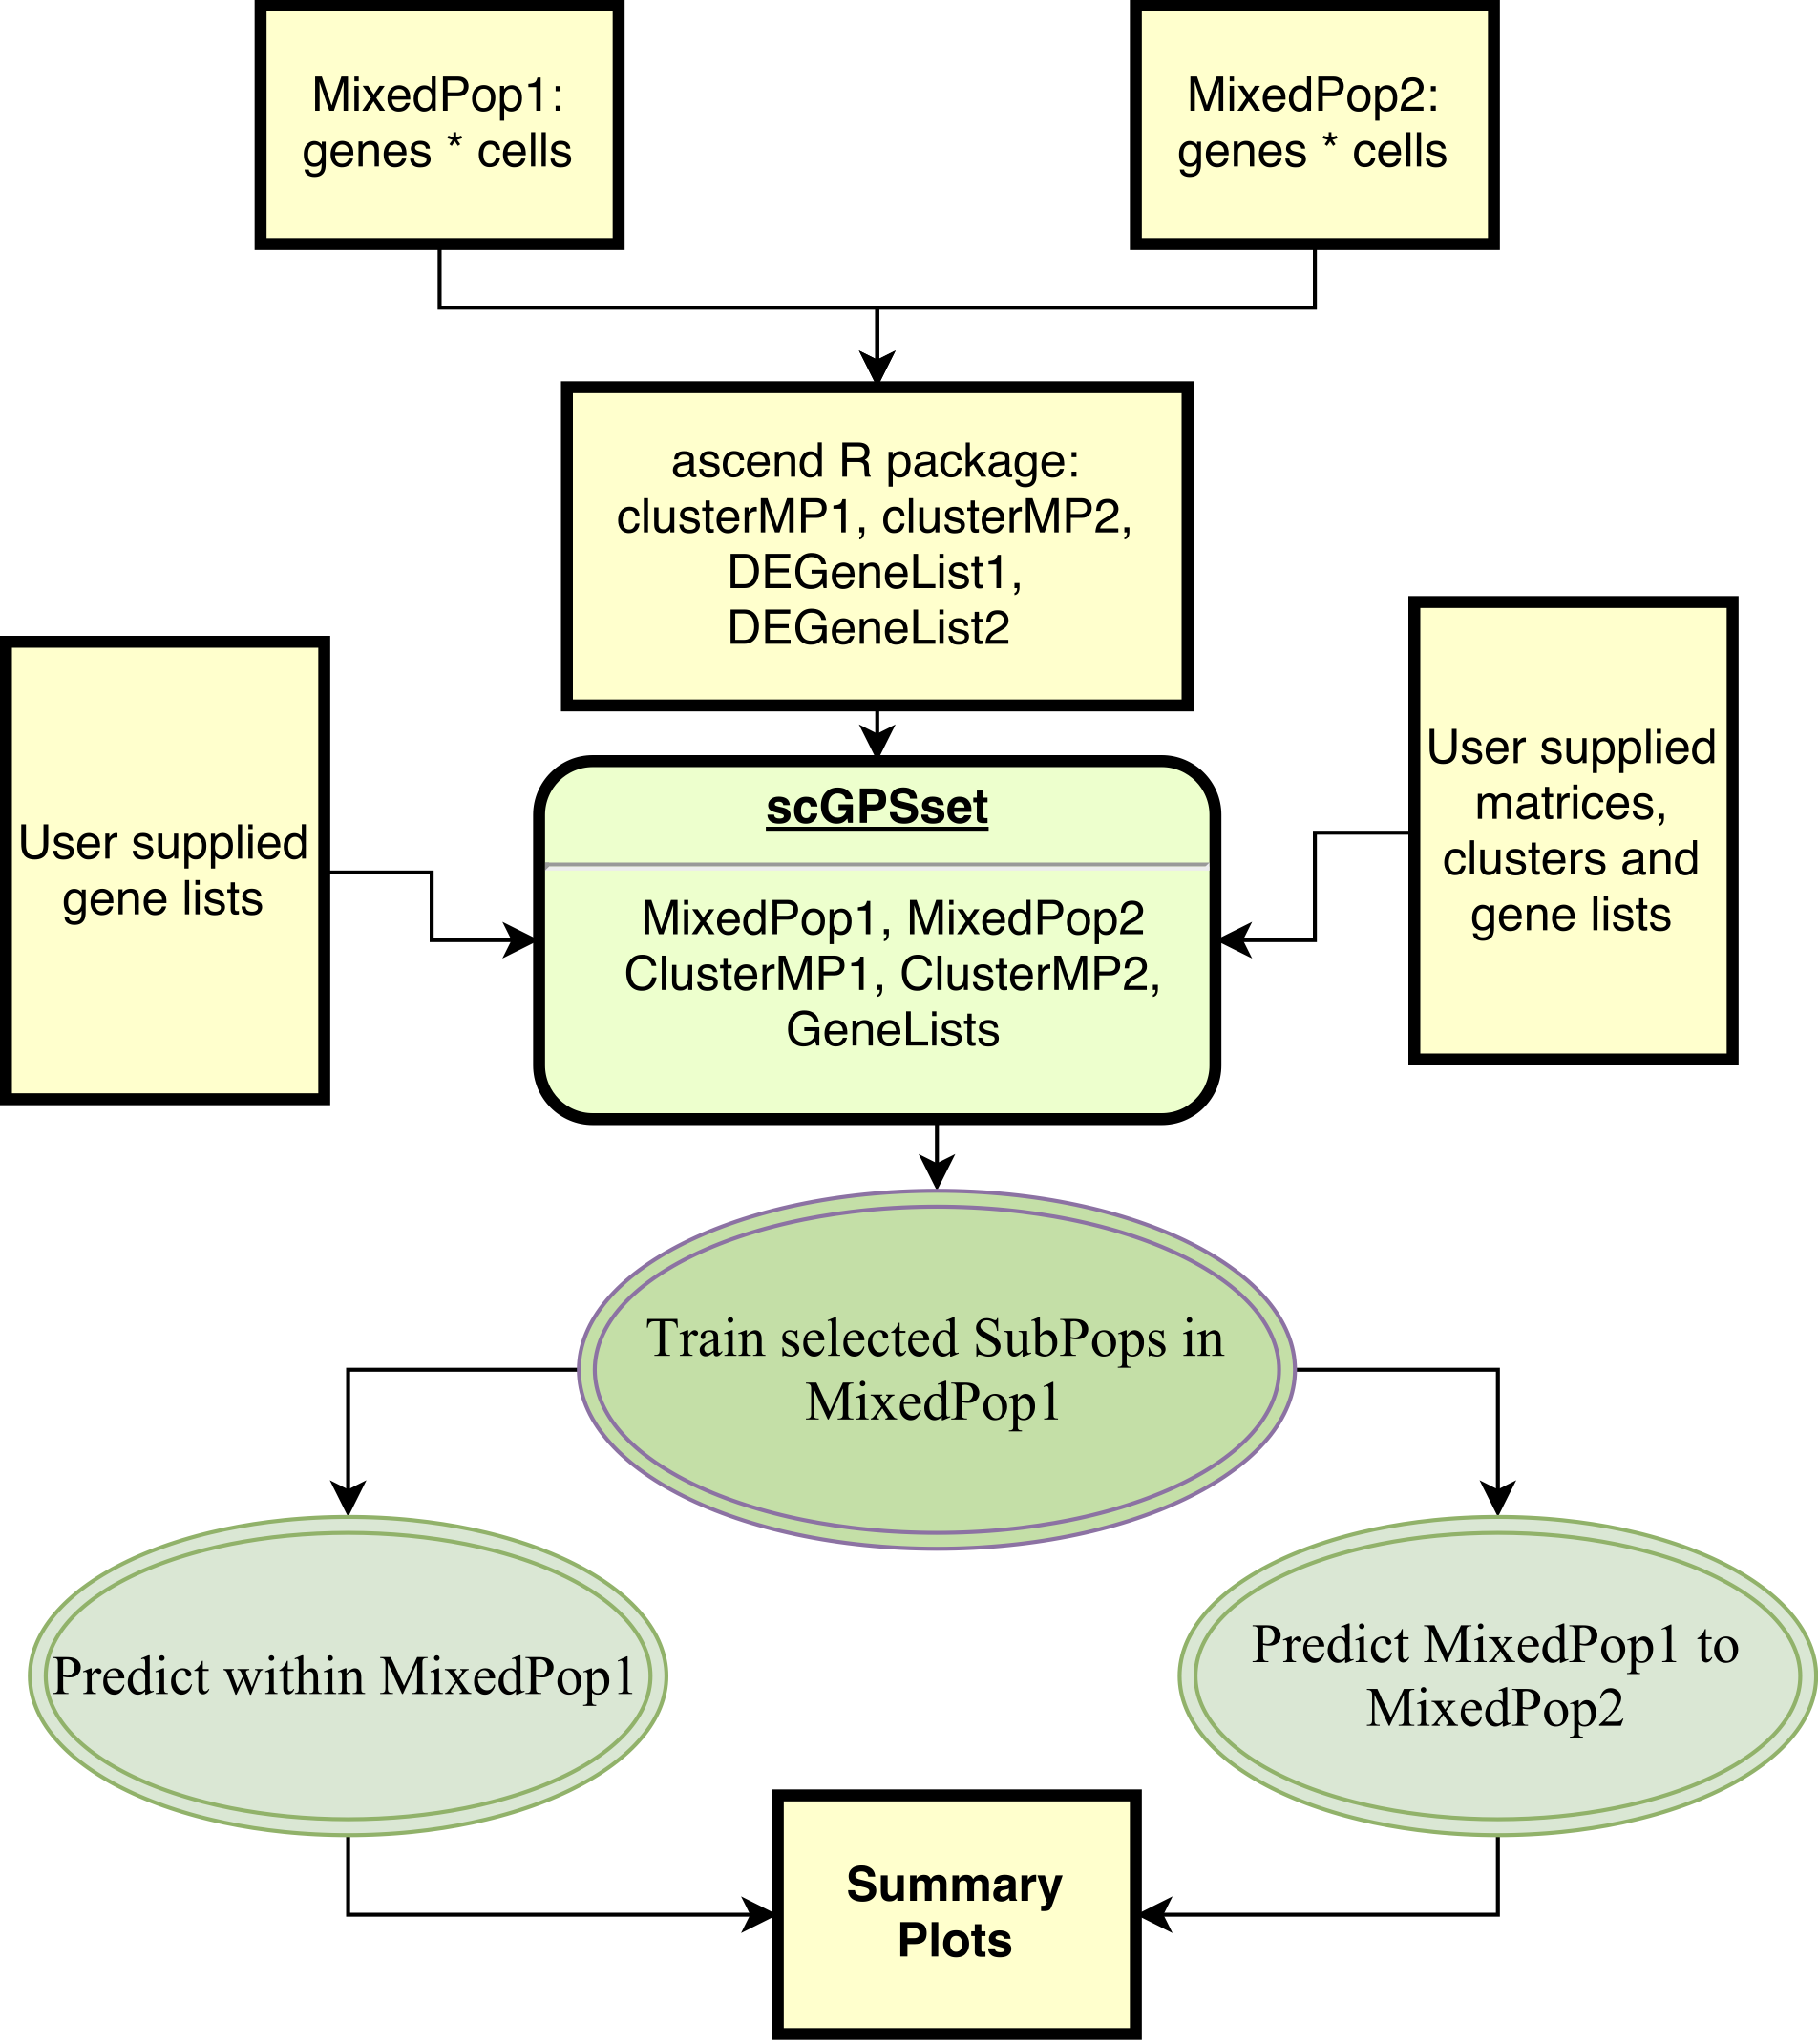 MixedPop1:
genes * cells
MixedPop2:
genes * cells
ascend R package:
clusterMP1, clusterMP2,
DEGeneList1,
DEGeneList2
User supplied
gene lists
scGPSset
MixedPop1, MixedPop2
ClusterMP1, ClusterMP2,
GeneLists
User supplied
matrices,
clusters and
gene lists
Train selected SubPops in
MixedPop1
Predict within MixedPop1
Predict MixedPop1 to
MixedPop2
Summary
Plots